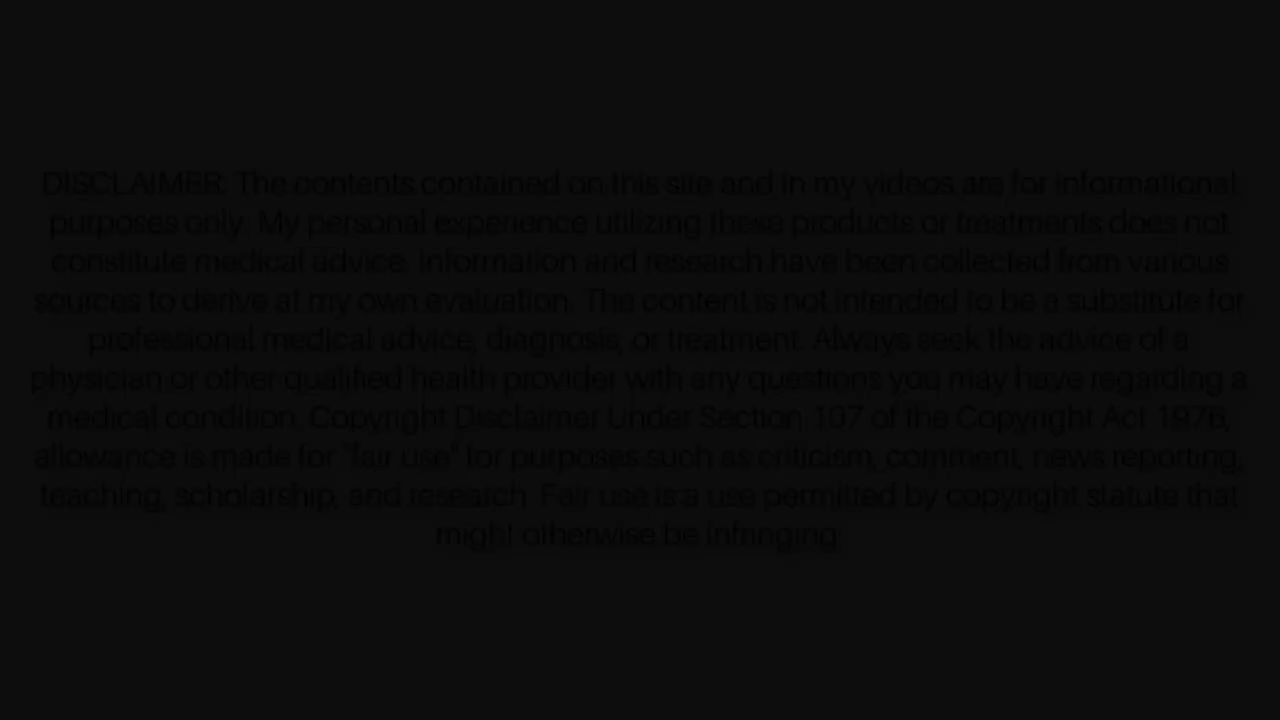 DISCLAIMER: The contents contained on this site and in my videos are for informational
purposes only. My personal experience utilizing these products or treatments does not
constitute medical advice. Information and research have been collected from various
sources to derive at my own evaluation. The content is not intended to be a substitute for
professional medical advice, diagnosis, or treatment. Always seek the advice of a
physician or other qualified health provider with any questions you may have regarding a
medical condition. Copyright Disclaimer Under Section 107 of the Copyright Act 1976,
allowance is made for "fair use" for purposes such as criticism, comment, news reporting,
teaching, scholarship, and research. Fair use is a use permitted by copyright statute that
might otherwise be infringing.